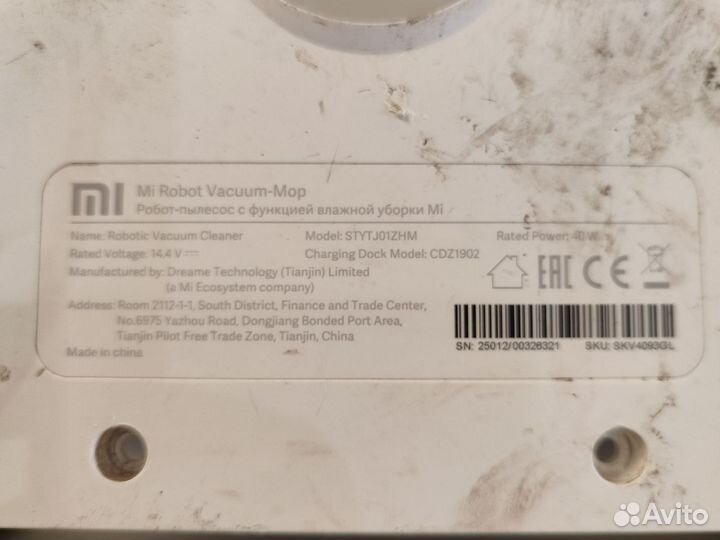 mi
Mi Robot Vacuum-Mop
Робот-пылесос с функцией влажной уборки Mi
Name: Robotic Vacuum Cleaner Model: STYTJ01ZHM Rated Power: 40 W
Rated Voltage: 14.4 V⎓ Charging Dock Model: CDZ1902
Manufactured by: Dreame Technology (Tianjin) Limited
(a Mi Ecosystem company)
EAC CE
Address: Room 2112-1-1, South District, Finance and Trade Center,
No.6975 Yazhou Road, Dongjiang Bonded Port Area,
Tianjin Pilot Free Trade Zone, Tianjin, China
Made in china
SN: 25012/00326321 SKU: SKV4093GL
Avito